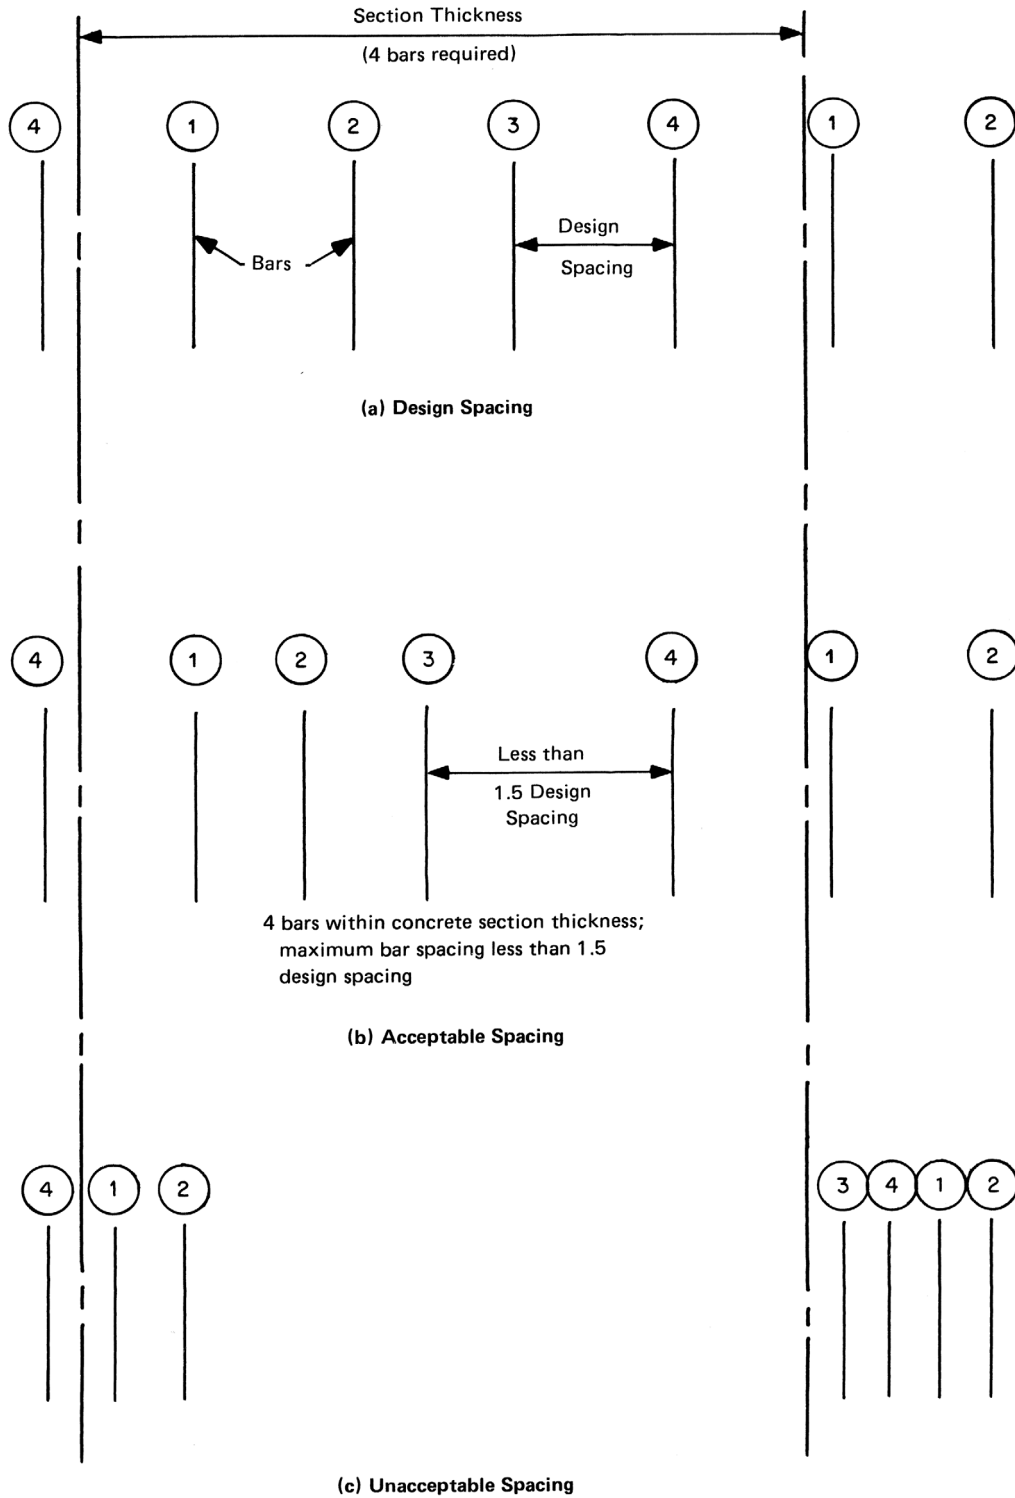 Section Thickness
(4 bars required)
4 1 2 3 4 1 2
Design
Bars
Spacing
(a) Design Spacing
4 1 2 3 4 1 2
Less than
1.5 Design
Spacing
4 bars within concrete section thickness;
maximum bar spacing less than 1.5
design spacing
(b) Acceptable Spacing
4 1 2 3 4 1 2
(c) Unacceptable Spacing